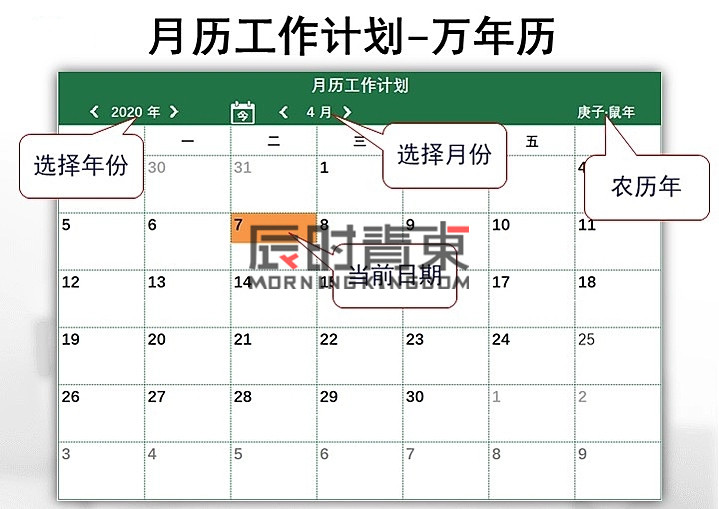 月历工作计划-万年历
月历工作计划
2020 年 今 4 月 庚子·鼠年
选择年份
选择月份
农历年
一 二 三 五
30 31 1 4
5 6 7 8 9 10 11
辰时青東
MORNING KINGDOM
当前日期
12 13 14 15 17 18
19 20 21 22 23 24 25
26 27 28 29 30 1 2
3 4 5 6 7 8 9